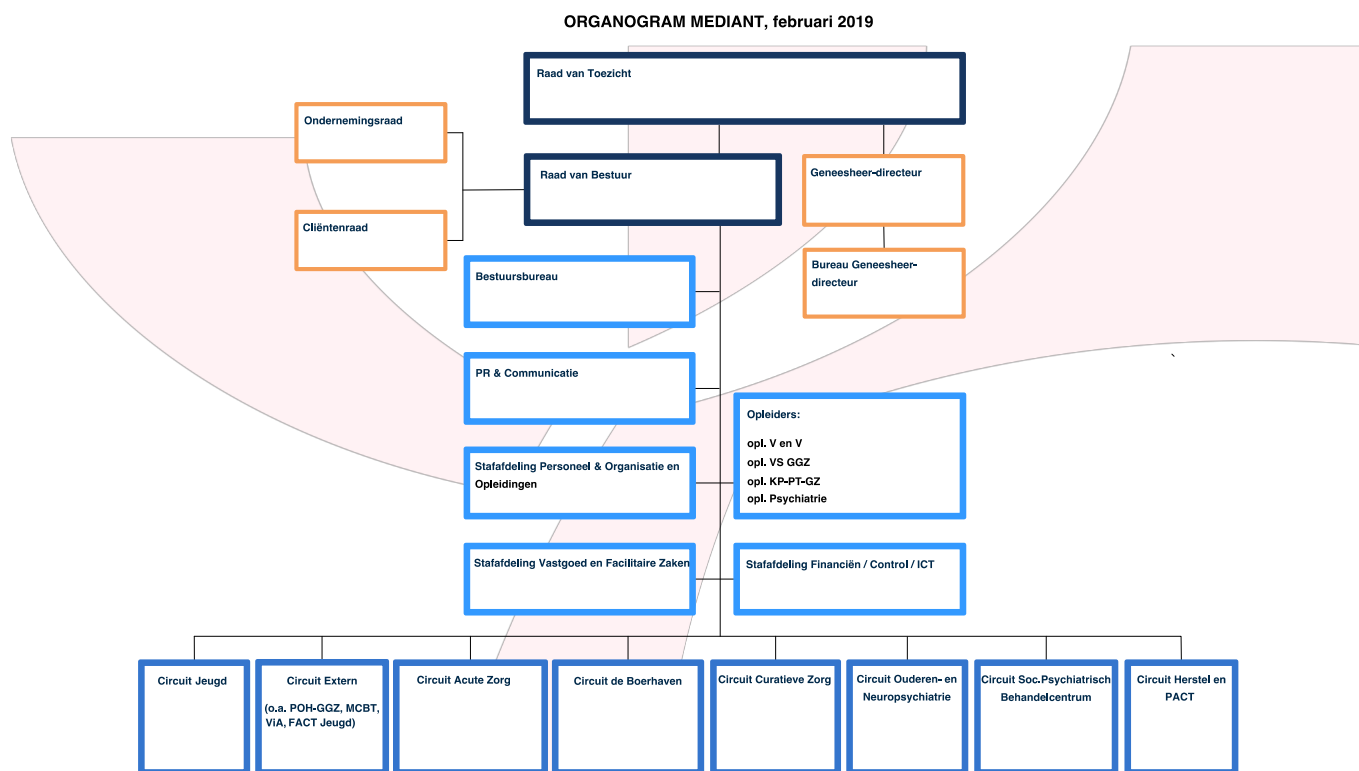 ORGANOGRAM MEDIANT, februari 2019
Raad van Toezicht
Ondernemingsraad
Raad van Bestuur
Geneesheer-directeur
Cliëntenraad
Bestuursbureau
Bureau Geneesheer-
directeur
PR & Communicatie
Opleiders:
opl. V en V
opl. VS GGZ
opl. KP-PT-GZ
opl. Psychiatrie
Stafafdeling Personeel & Organisatie en
Opleidingen
Stafafdeling Vastgoed en Facilitaire Zaken
Stafafdeling Financiën / Control / ICT
Circuit Jeugd
Circuit Extern
(o.a. POH-GGZ, MCBT,
ViA, FACT Jeugd)
Circuit Acute Zorg
Circuit de Boerhaven
Circuit Curatieve Zorg
Circuit Ouderen- en
Neuropsychiatrie
Circuit Soc.Psychiatrisch
Behandelcentrum
Circuit Herstel en
PACT